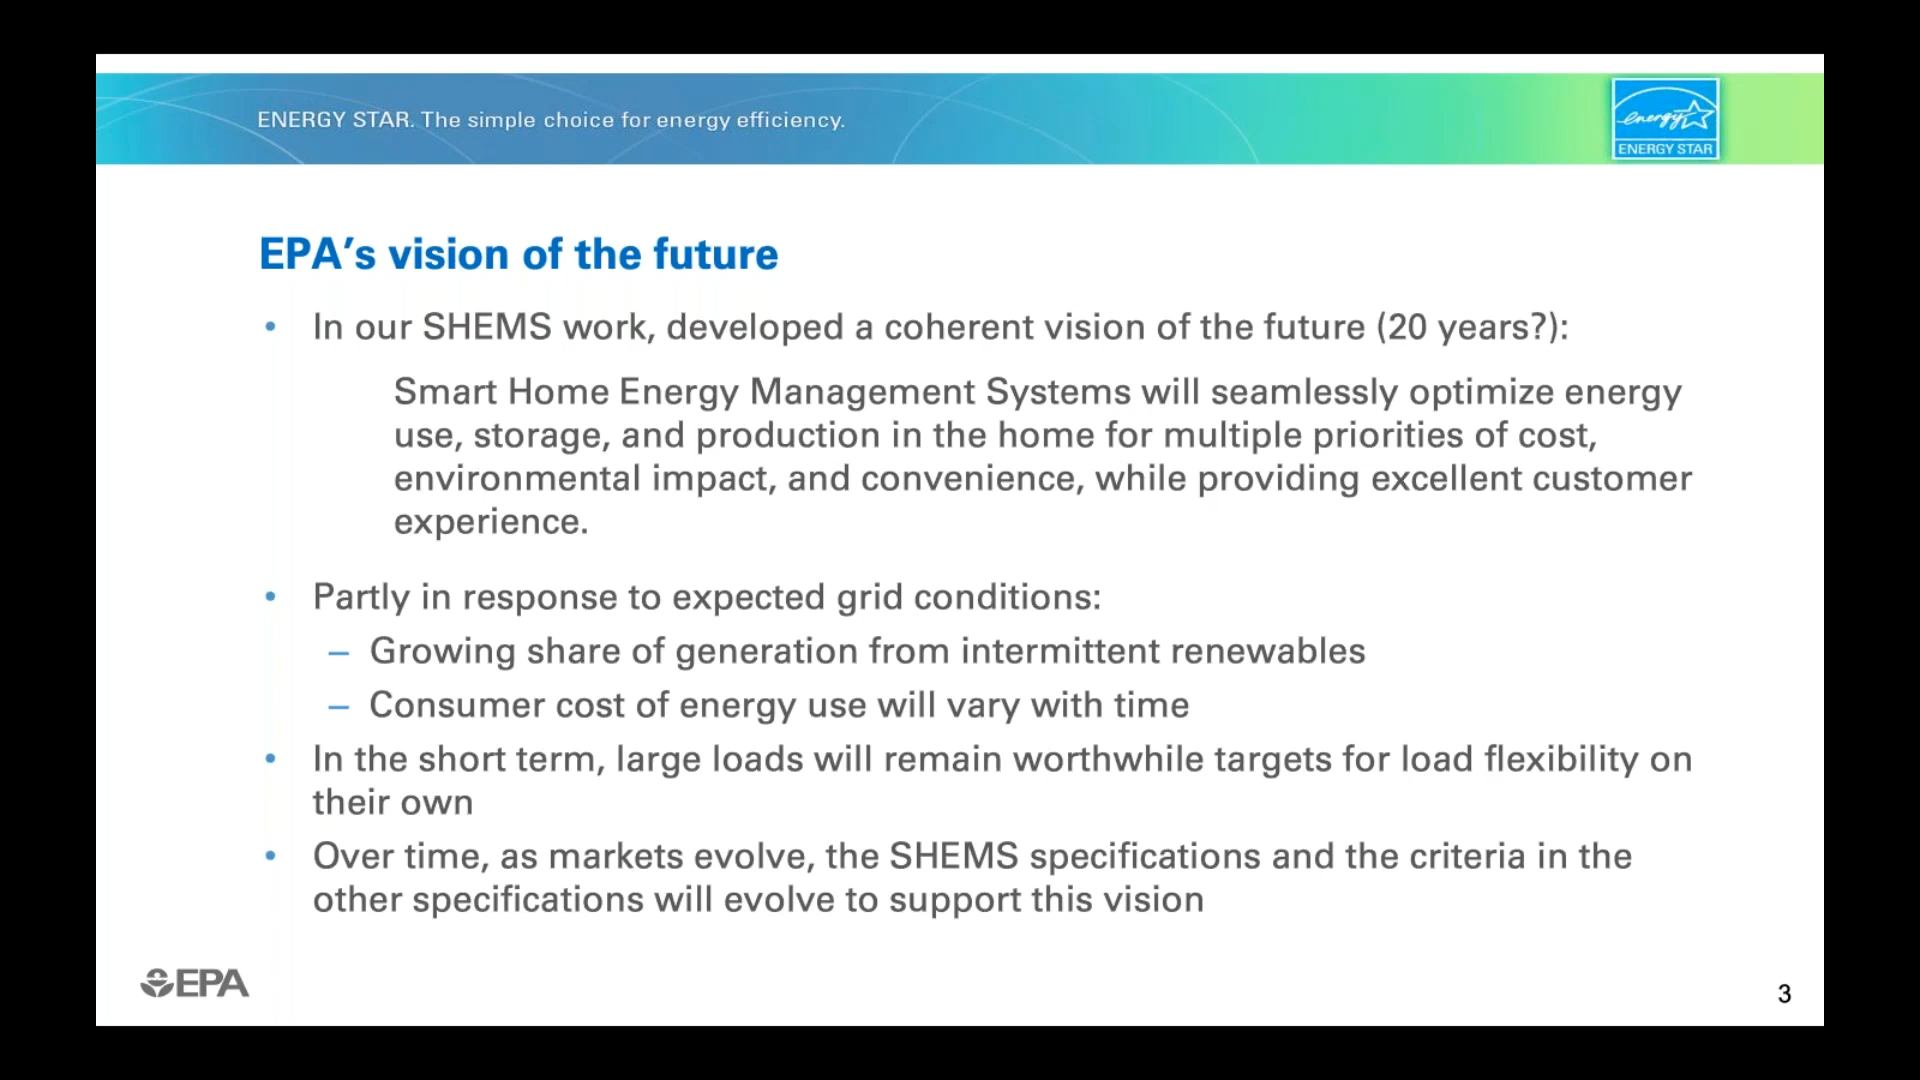 ENERGY STAR. The simple choice for energy efficiency.
energy
ENERGY STAR
EPA’s vision of the future
• In our SHEMS work, developed a coherent vision of the future (20 years?):
Smart Home Energy Management Systems will seamlessly optimize energy
use, storage, and production in the home for multiple priorities of cost,
environmental impact, and convenience, while providing excellent customer
experience.
• Partly in response to expected grid conditions:
– Growing share of generation from intermittent renewables
– Consumer cost of energy use will vary with time
• In the short term, large loads will remain worthwhile targets for load flexibility on
their own
• Over time, as markets evolve, the SHEMS specifications and the criteria in the
other specifications will evolve to support this vision
EPA
3